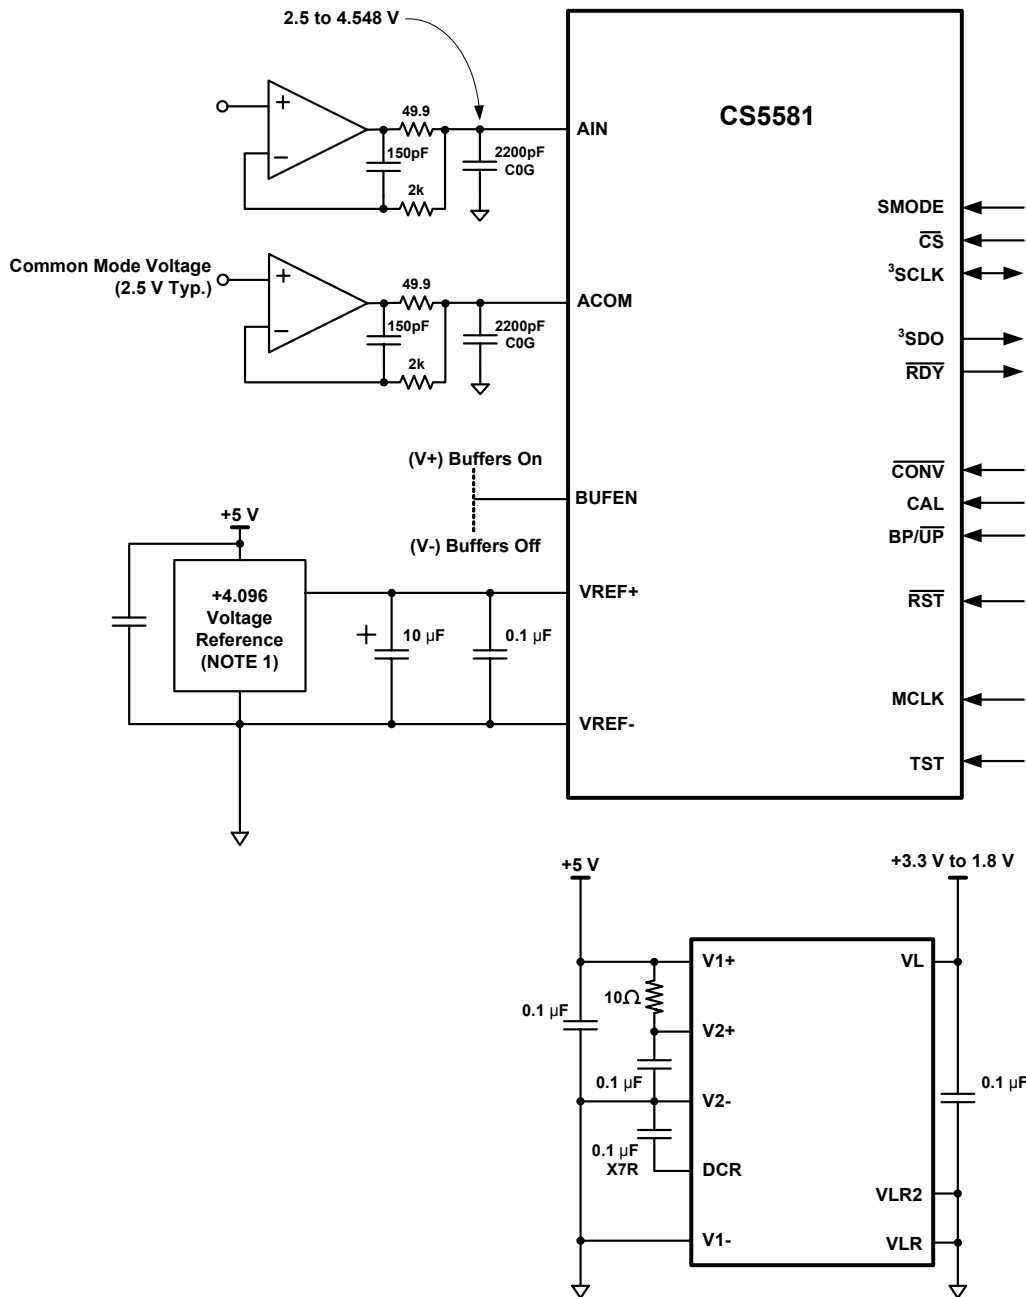 2.5 to 4.548 V
CS5581
+
−
49.9
150pF
2k
2200pF
C0G
AIN
Common Mode Voltage
(2.5 V Typ.)
+
−
49.9
150pF
2k
2200pF
C0G
ACOM
(V+) Buffers On
BUFEN
(V-) Buffers Off
+5 V
+4.096
Voltage
Reference
(NOTE 1)
+
10 µF
0.1 µF
VREF+
VREF-
SMODE
CS
³SCLK
³SDO
RDY
CONV
CAL
BP/UP
RST
MCLK
TST
+5 V
+3.3 V to 1.8 V
0.1 µF
10Ω
0.1 µF
0.1 µF
X7R
V1+
V2+
V2-
DCR
V1-
VL
VLR2
VLR
0.1 µF